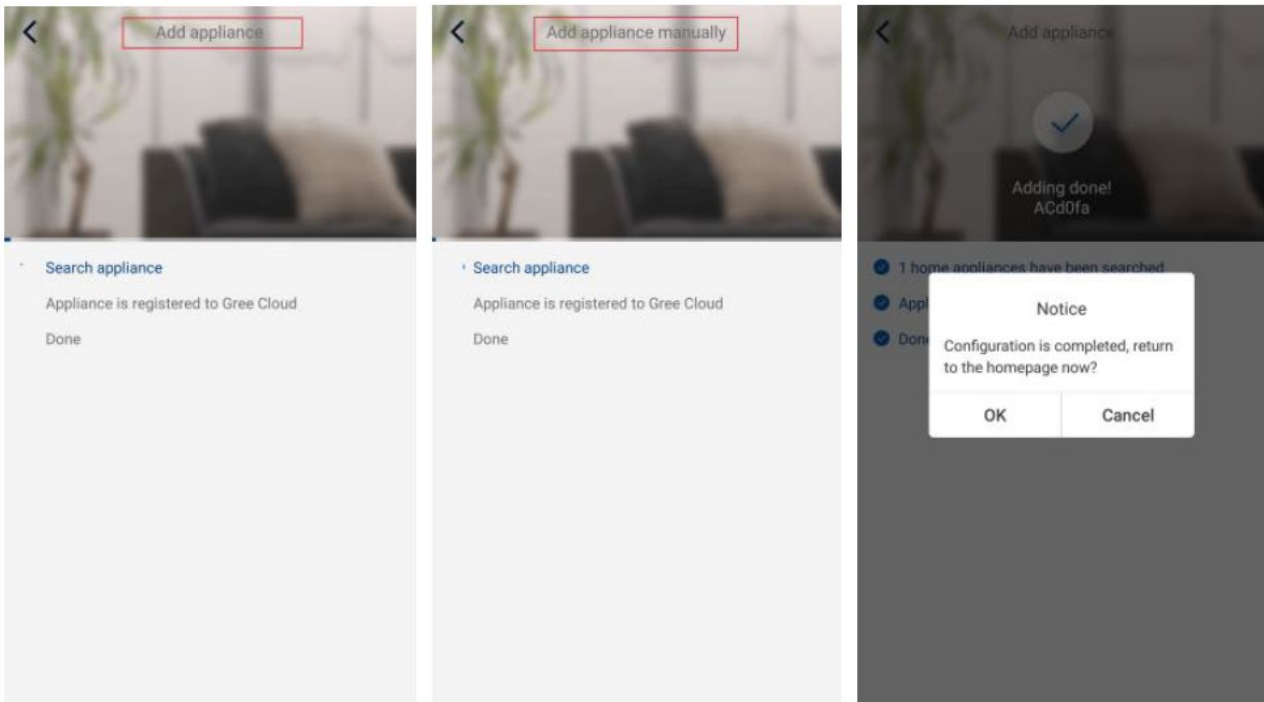 Add appliance
Search appliance
Appliance is registered to Gree Cloud
Done
Add appliance manually
Search appliance
Appliance is registered to Gree Cloud
Done
Add appliance
Adding done!
ACd0fa
1 home appliances have been searched
Appl
Done
Notice
Configuration is completed, return
to the homepage now?
OK
Cancel